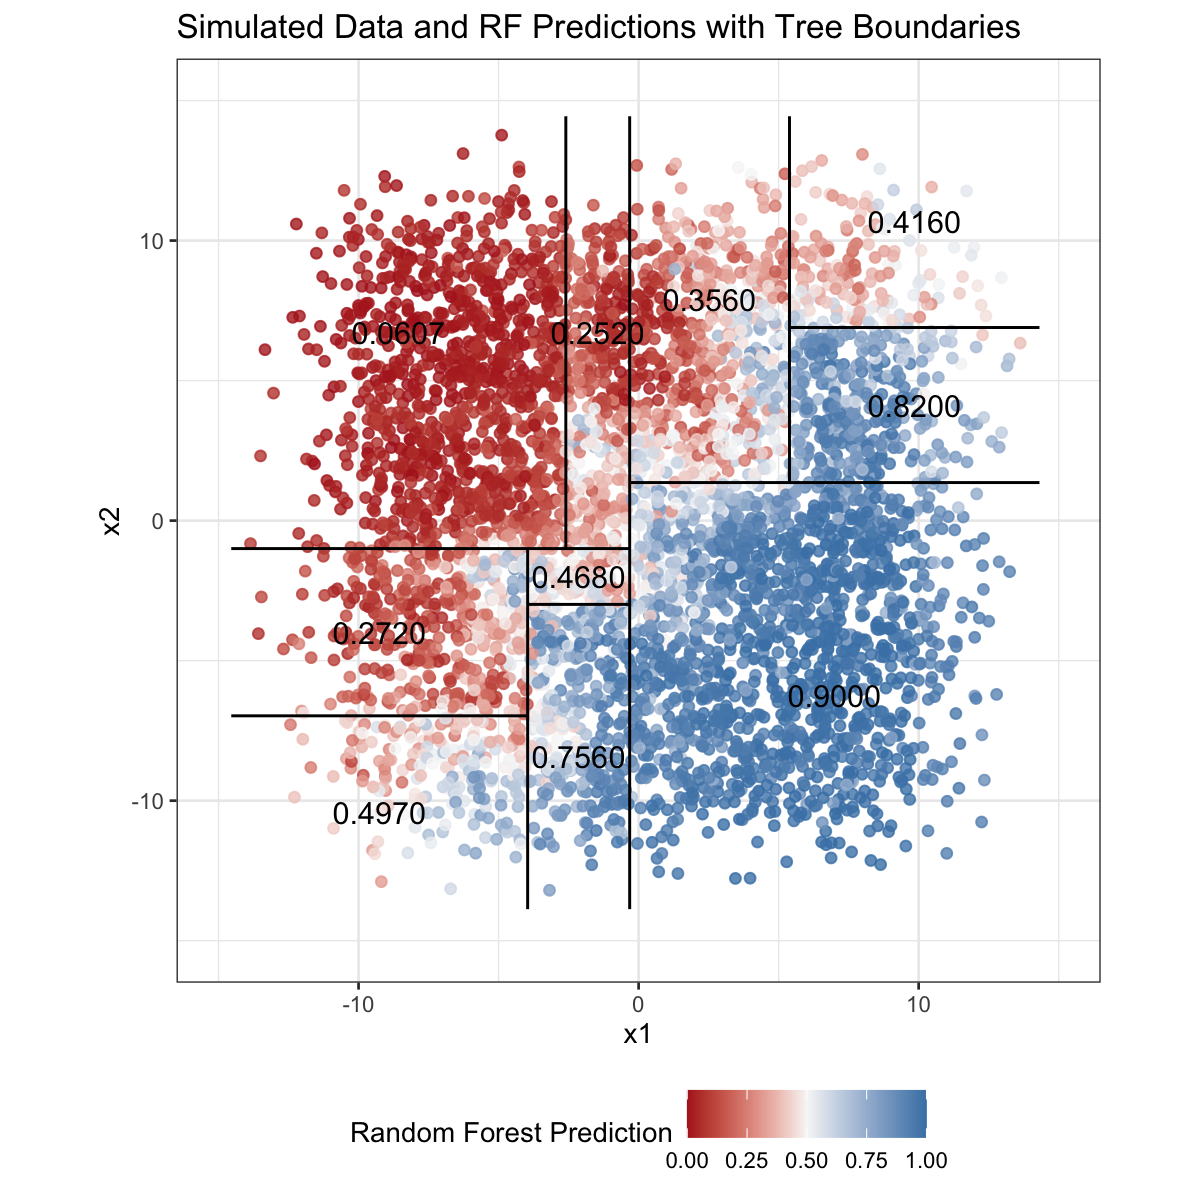 Simulated Data and RF Predictions with Tree Boundaries
0.4160
0.3560
0.0607
0.2520
0.8200
0.4680
0.2720
0.9000
0.7560
0.4970
10
0
-10
x2
-10 0 10
x1
Random Forest Prediction
0.00 0.25 0.50 0.75 1.00